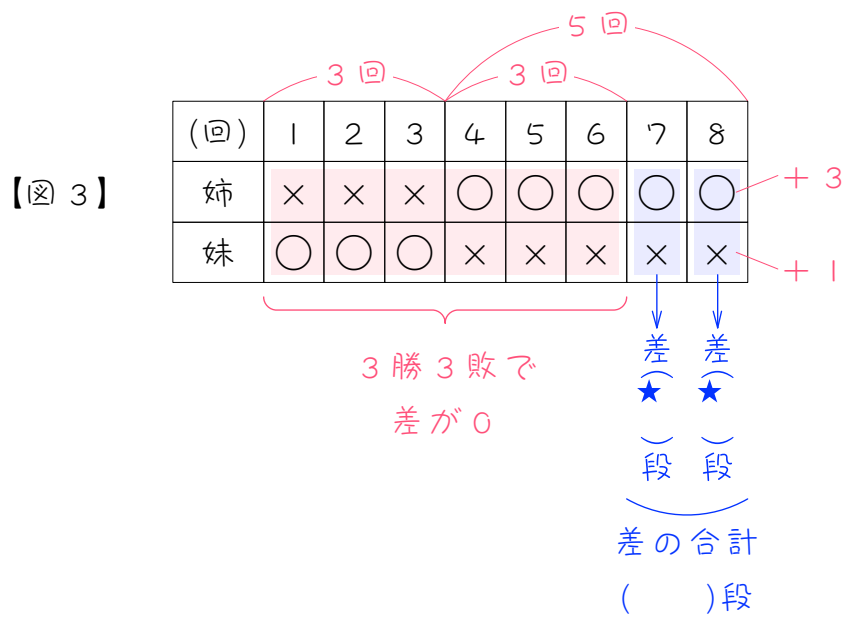 5回
3回 3回
(回) 1 2 3 4 5 6 7 8
【図3】
姉 × × × ○ ○ ○ ○ ○ +3
妹 ○ ○ ○ × × × × × +1
3勝3敗で
差が0
差(★)段 差(★)段
差の合計
( )段